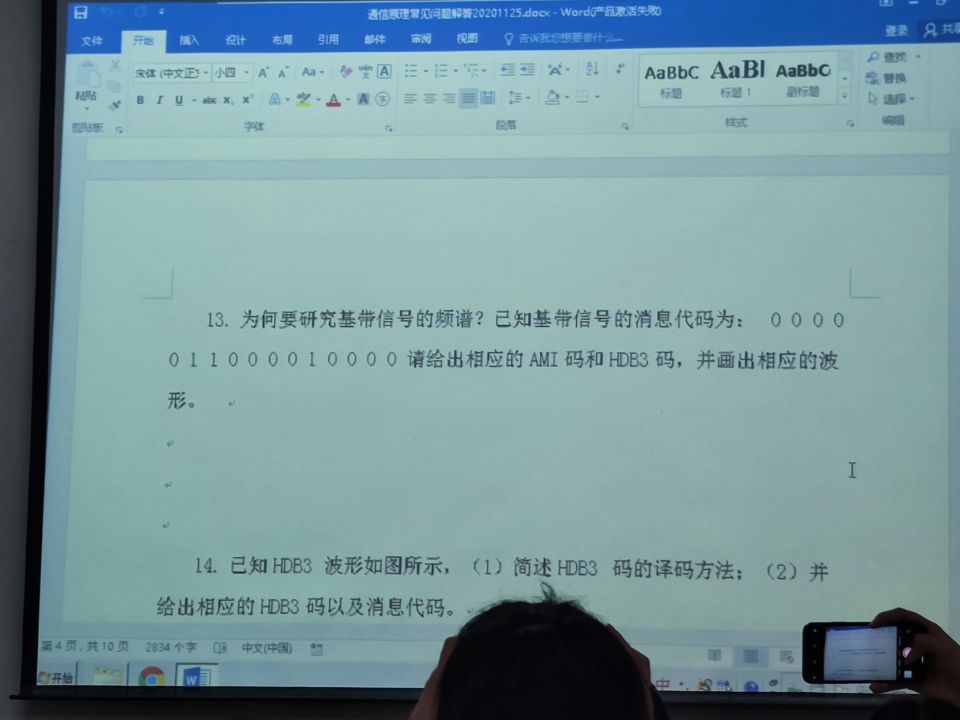 通信原理常见问题解答20201125.docx - Word(产品激活失败)
文件 开始 插入 设计 布局 引用 邮件 审阅 视图 告诉我您想要做什么... 登录 共享
粘贴
剪贴板
宋体 (中文正 小四
字体
段落
AaBbC AaBl AaBbC
标题 标题 1 副标题
样式
查找
替换
选择
编辑
13. 为何要研究基带信号的频谱？已知基带信号的消息代码为： 0 0 0 0
0 1 1 0 0 0 0 1 0 0 0 0 请给出相应的 AMI 码和 HDB3 码，并画出相应的波
形。
14. 已知 HDB3 波形如图所示，（1）简述 HDB3 码的译码方法；（2）并
给出相应的 HDB3 码以及消息代码。
第 4 页，共 10 页 2834 个字 中文(中国)
开始
中